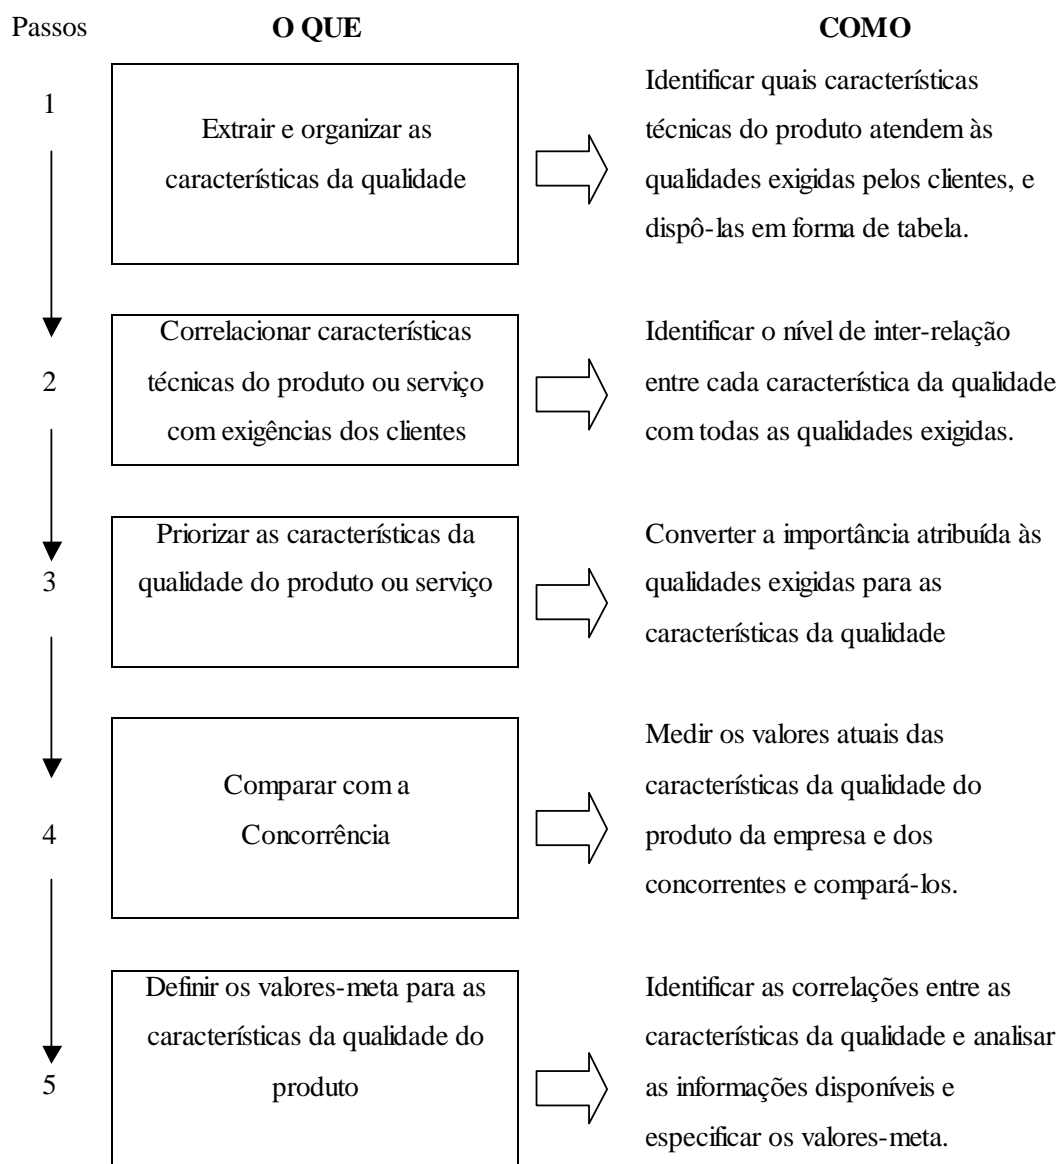 Passos O QUE COMO
1
Extrair e organizar as
características da qualidade
Identificar quais características
técnicas do produto atendem às
qualidades exigidas pelos clientes, e
dispô-las em forma de tabela.
2
Correlacionar características
técnicas do produto ou serviço
com exigências dos clientes
Identificar o nível de inter-relação
entre cada característica da qualidade
com todas as qualidades exigidas.
3
Priorizar as características da
qualidade do produto ou serviço
Converter a importância atribuída às
qualidades exigidas para as
características da qualidade
4
Comparar com a
Concorrência
Medir os valores atuais das
características da qualidade do
produto da empresa e dos
concorrentes e compará-los.
5
Definir os valores-meta para as
características da qualidade do
produto
Identificar as correlações entre as
características da qualidade e analisar
as informações disponíveis e
especificar os valores-meta.